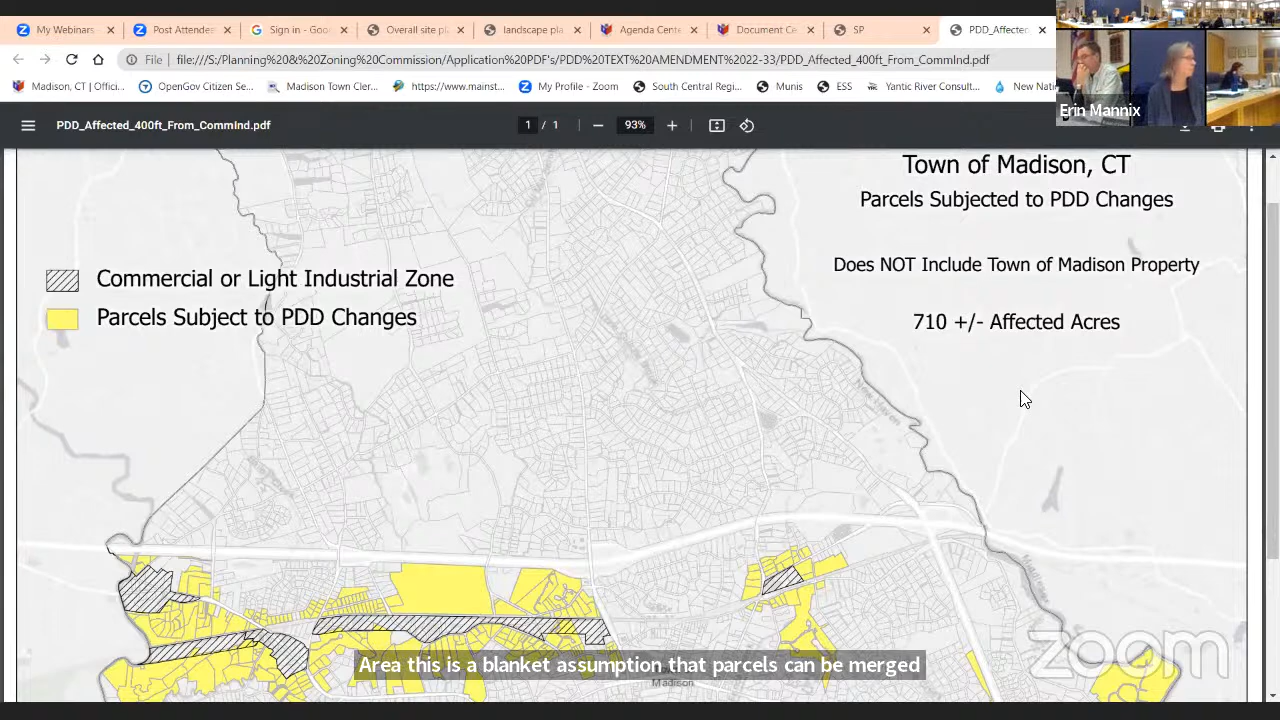 My Webinars
Post Attendes
Sign in - Goo
Overall site pl
landscape pla
Agenda Cente
Document Ce
SP
PDD_Affected
File
file:///S:/Planning%20&%20Zoning%20Commission/Application%20PDF's/PDD%20TEXT%20AMENDMENT%202022-33/PDD_Affected_400ft_From_CommInd.pdf
Madison, CT | Offici...
OpenGov Citizen Se...
Madison Town Cler...
https://www.mainst...
My Profile - Zoom
South Central Regi...
Munis
ESS
Yantic River Consult...
New Nati
Erin Mannix
PDD_Affected_400ft_From_CommInd.pdf
1 / 1
93%
Town of Madison, CT
Parcels Subjected to PDD Changes
Does NOT Include Town of Madison Property
710 +/- Affected Acres
Commercial or Light Industrial Zone
Parcels Subject to PDD Changes
Area this is a blanket assumption that parcels can be merged
Madison
zoom